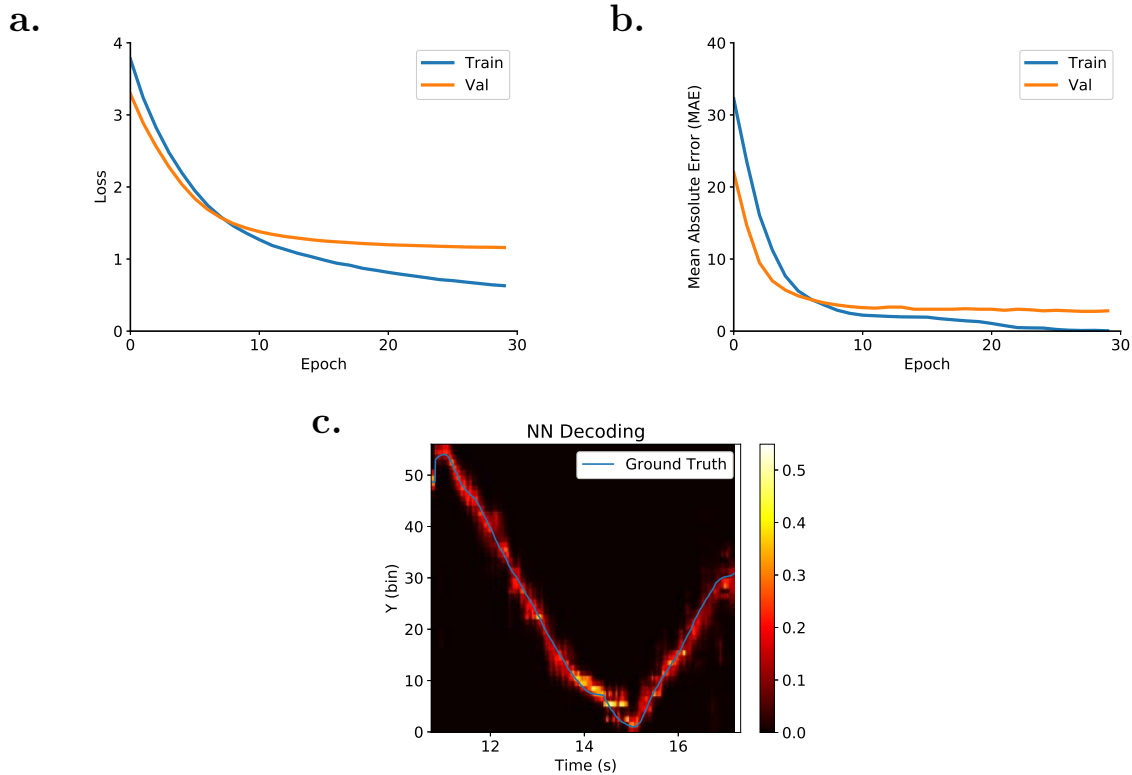 a.
4
3
2
1
0
Loss
0 10 20 30
Epoch
Train
Val
b.
40
30
20
10
0
Mean Absolute Error (MAE)
0 10 20 30
Epoch
Train
Val
c.
NN Decoding
Ground Truth
50
40
30
20
10
0
Y (bin)
12 14 16
Time (s)
0.5
0.4
0.3
0.2
0.1
0.0